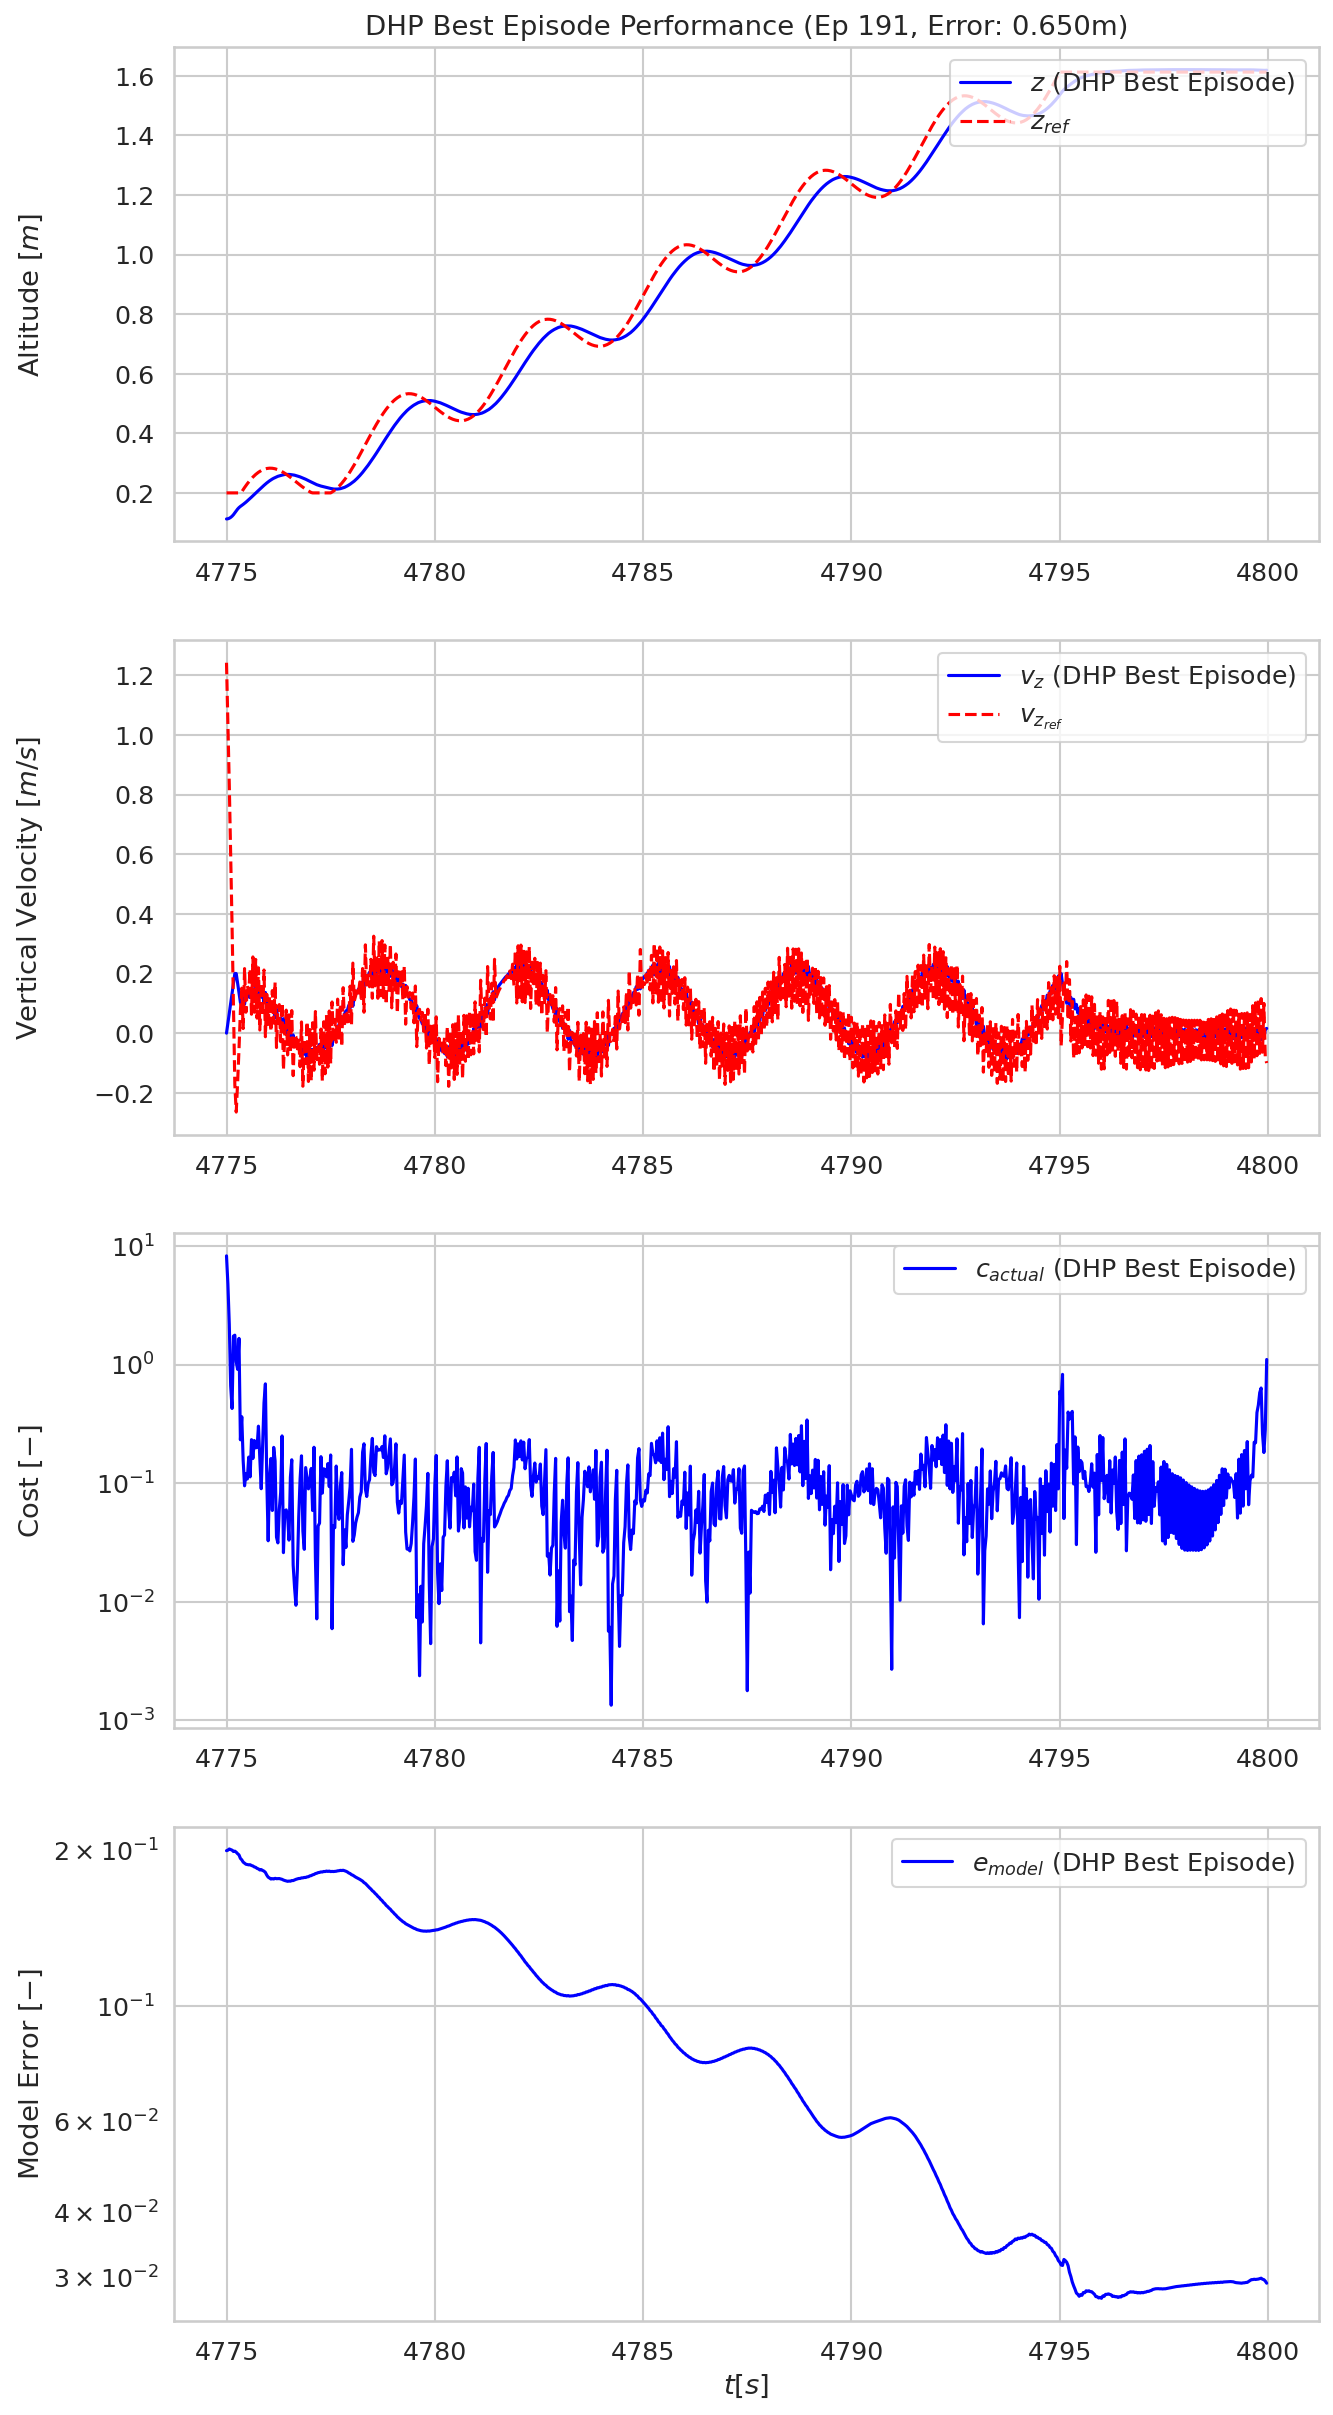 DHP Best Episode Performance (Ep 191, Error: 0.650m)
Altitude [m]
1.6
1.4
1.2
1.0
0.8
0.6
0.4
0.2
z (DHP Best Episode)
z_ref
4775 4780 4785 4790 4795 4800
Vertical Velocity [m/s]
1.2
1.0
0.8
0.6
0.4
0.2
0.0
−0.2
v_z (DHP Best Episode)
v_{z_ref}
4775 4780 4785 4790 4795 4800
Cost [−]
10¹
10⁰
10⁻¹
10⁻²
10⁻³
c_actual (DHP Best Episode)
4775 4780 4785 4790 4795 4800
Model Error [−]
2 × 10⁻¹
10⁻¹
6 × 10⁻²
4 × 10⁻²
3 × 10⁻²
e_model (DHP Best Episode)
4775 4780 4785 4790 4795 4800
t[s]